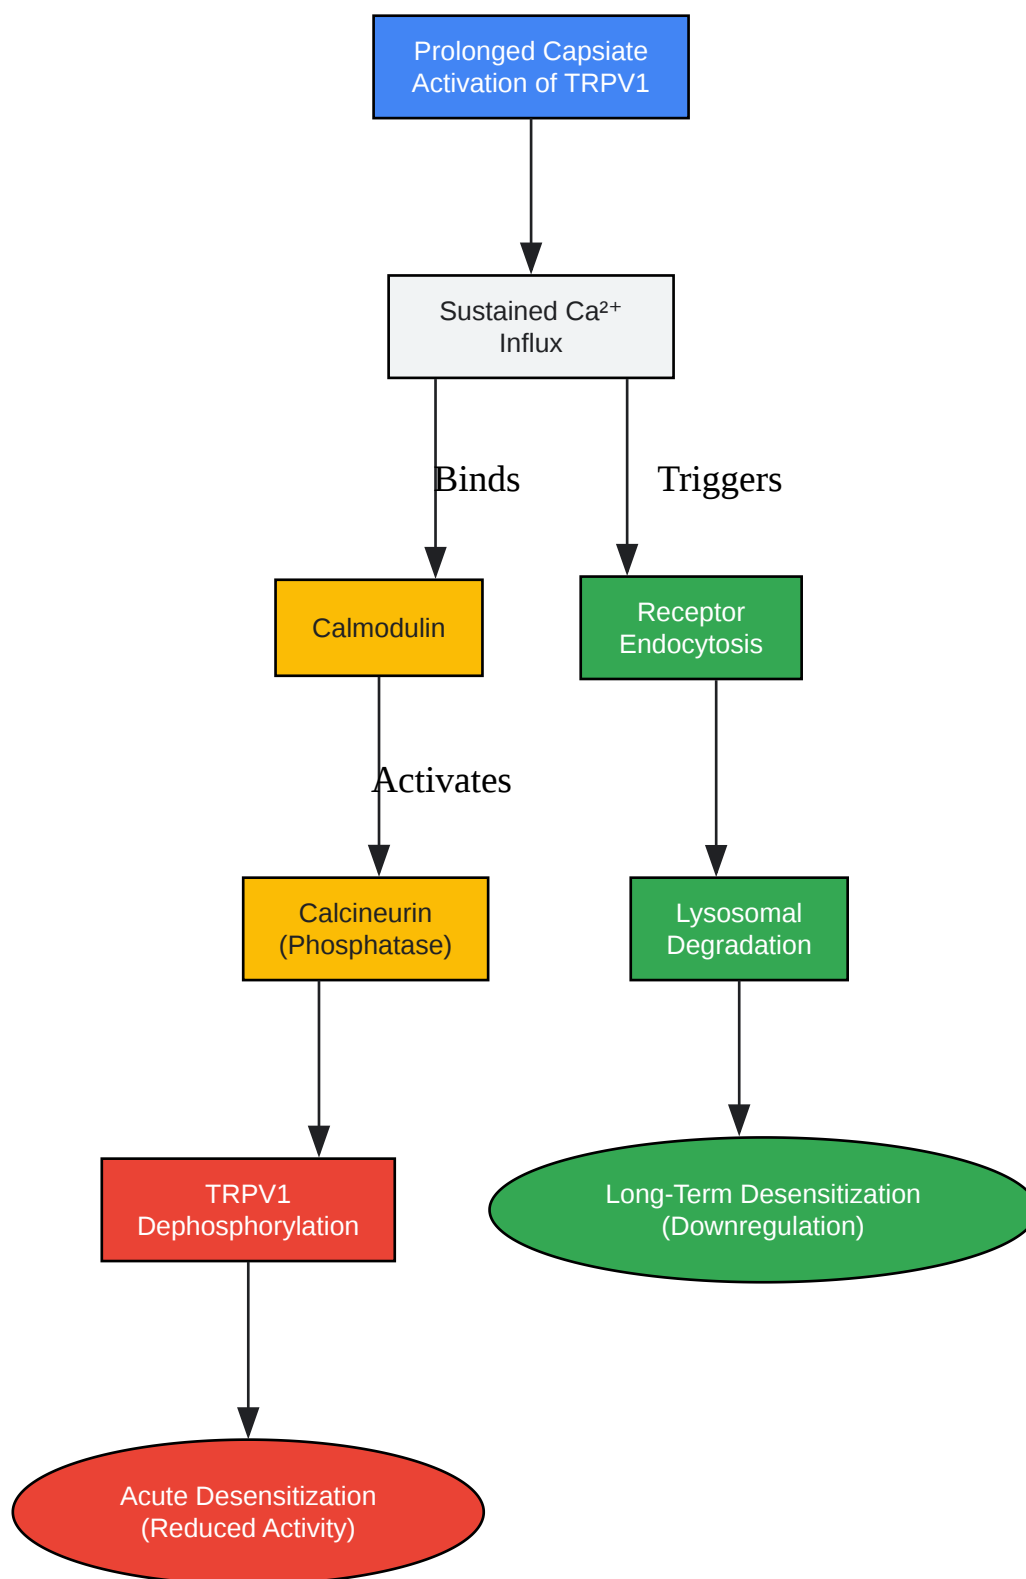 Prolonged Capsiate
Activation of TRPV1
Sustained Ca²⁺
Influx
Binds
Triggers
Calmodulin
Receptor
Endocytosis
Activates
Calcineurin
(Phosphatase)
Lysosomal
Degradation
TRPV1
Dephosphorylation
Long-Term Desensitization
(Downregulation)
Acute Desensitization
(Reduced Activity)